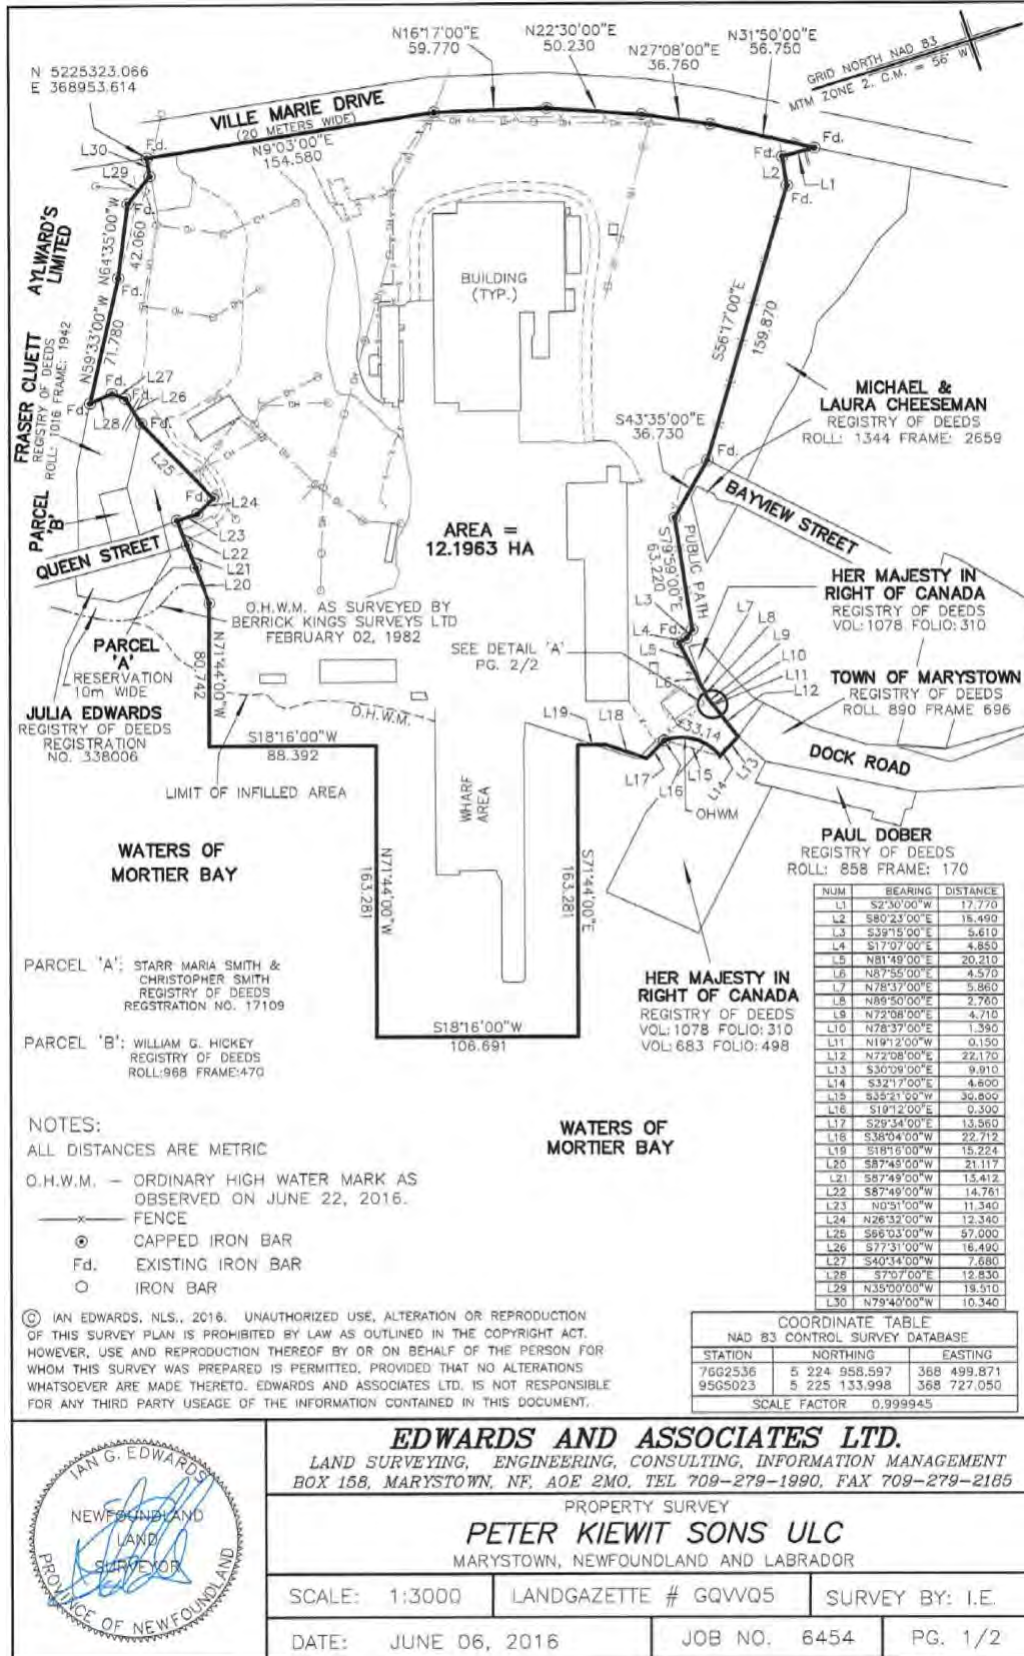 N16°17'00"E
59.770
N22°30'00"E
50.230
N27°08'00"E
36.760
N31°50'00"E
56.750
GRID NORTH NAD 83
MTM ZONE 2, C.M. = 56° W
N 5225323.066
E 368953.614
VILLE MARIE DRIVE
(20 METERS WIDE)
N9°03'00"E
154.580
Fd.
L30
L29
Fd.
Fd.
Fd.
L2
L1
Fd.
AYLWARD'S
LIMITED
N64°35'00"W
42.060
Fd.
BUILDING
(TYP.)
S56°17'00"E
159.870
FRASER CLUETT
REGISTRY OF DEEDS
ROLL: 1016 FRAME: 1942
N59°33'00"W
71.780
Fd.
L27
Fd.
L26
Fd.
L28
Fd.
L25
MICHAEL &
LAURA CHEESEMAN
REGISTRY OF DEEDS
ROLL: 1344 FRAME: 2659
S43°35'00"E
36.730
Fd.
PARCEL
'B'
Fd.
L24
L23
L22
L21
L20
QUEEN STREET
AREA =
12.1963 HA
BAYVIEW STREET
PUBLIC PATH
S79°59'00"E
63.220
HER MAJESTY IN
RIGHT OF CANADA
REGISTRY OF DEEDS
VOL: 1078 FOLIO: 310
O.H.W.M. AS SURVEYED BY
BERRICK KINGS SURVEYS LTD
FEBRUARY 02, 1982
L3
L4
Fd.
L5
L6
L7
L8
L9
L10
L11
L12
SEE DETAIL 'A'
PG. 2/2
PARCEL
'A'
RESERVATION
10m WIDE
N71°44'00"W
80.742
TOWN OF MARYSTOWN
REGISTRY OF DEEDS
ROLL 890 FRAME 696
JULIA EDWARDS
REGISTRY OF DEEDS
REGISTRATION
NO. 338006
O.H.W.M.
S18°16'00"W
88.392
L19
L18
33.14
L17
L16
L15
L14
L13
OHWM
DOCK ROAD
LIMIT OF INFILLED AREA
WHARF
AREA
PAUL DOBER
REGISTRY OF DEEDS
ROLL: 858 FRAME: 170
WATERS OF
MORTIER BAY
N71°44'00"W
163.281
S71°44'00"E
163.281
NUM BEARING DISTANCE
L1 S2°30'00"W 17.770
L2 S80°23'00"E 15.490
L3 S39°15'00"E 5.610
L4 S17°07'00"E 4.850
L5 N81°49'00"E 20.210
L6 N87°55'00"E 4.570
L7 N78°37'00"E 5.860
L8 N89°50'00"E 2.760
L9 N72°08'00"E 4.710
L10 N78°37'00"E 1.390
L11 N19°12'00"W 0.150
L12 N72°08'00"E 22.170
L13 S30°09'00"E 9.910
L14 S32°17'00"E 4.600
L15 S35°21'00"W 30.800
L16 S19°12'00"E 0.300
L17 S29°34'00"E 13.560
L18 S38°04'00"W 22.712
L19 S18°16'00"W 15.224
L20 S87°49'00"W 21.117
L21 S87°49'00"W 13.412
L22 S87°49'00"W 14.761
L23 N0°51'00"W 11.340
L24 N26°32'00"W 12.340
L25 S66°03'00"W 57.000
L26 S77°31'00"W 16.490
L27 S40°34'00"W 7.680
L28 S7°07'00"E 12.830
L29 N35°00'00"W 19.510
L30 N79°40'00"W 10.340
PARCEL 'A': STARR MARIA SMITH &
CHRISTOPHER SMITH
REGISTRY OF DEEDS
REGSTRATION NO. 17109
HER MAJESTY IN
RIGHT OF CANADA
REGISTRY OF DEEDS
VOL: 1078 FOLIO: 310
VOL: 683 FOLIO: 498
PARCEL 'B': WILLIAM G. HICKEY
REGISTRY OF DEEDS
ROLL:968 FRAME:470
S18°16'00"W
106.691
WATERS OF
MORTIER BAY
NOTES:
ALL DISTANCES ARE METRIC
O.H.W.M. – ORDINARY HIGH WATER MARK AS
OBSERVED ON JUNE 22, 2016.
FENCE
CAPPED IRON BAR
Fd. EXISTING IRON BAR
IRON BAR
© IAN EDWARDS, NLS., 2016. UNAUTHORIZED USE, ALTERATION OR REPRODUCTION
OF THIS SURVEY PLAN IS PROHIBITED BY LAW AS OUTLINED IN THE COPYRIGHT ACT.
HOWEVER, USE AND REPRODUCTION THEREOF BY OR ON BEHALF OF THE PERSON FOR
WHOM THIS SURVEY WAS PREPARED IS PERMITTED, PROVIDED THAT NO ALTERATIONS
WHATSOEVER ARE MADE THERETO. EDWARDS AND ASSOCIATES LTD. IS NOT RESPONSIBLE
FOR ANY THIRD PARTY USEAGE OF THE INFORMATION CONTAINED IN THIS DOCUMENT.
COORDINATE TABLE
NAD 83 CONTROL SURVEY DATABASE
STATION NORTHING EASTING
76G2536 5 224 958.597 368 499.871
95G5023 5 225 133.998 368 727.050
SCALE FACTOR 0.999945
IAN G. EDWARDS
NEWFOUNDLAND
LAND
SURVEYOR
PROVINCE OF NEWFOUNDLAND
EDWARDS AND ASSOCIATES LTD.
LAND SURVEYING, ENGINEERING, CONSULTING, INFORMATION MANAGEMENT
BOX 158, MARYSTOWN, NF, AOE 2MO, TEL 709-279-1990, FAX 709-279-2185
PROPERTY SURVEY
PETER KIEWIT SONS ULC
MARYSTOWN, NEWFOUNDLAND AND LABRADOR
SCALE: 1:3000 LANDGAZETTE # GQVVQ5 SURVEY BY: I.E.
DATE: JUNE 06, 2016 JOB NO. 6454 PG. 1/2